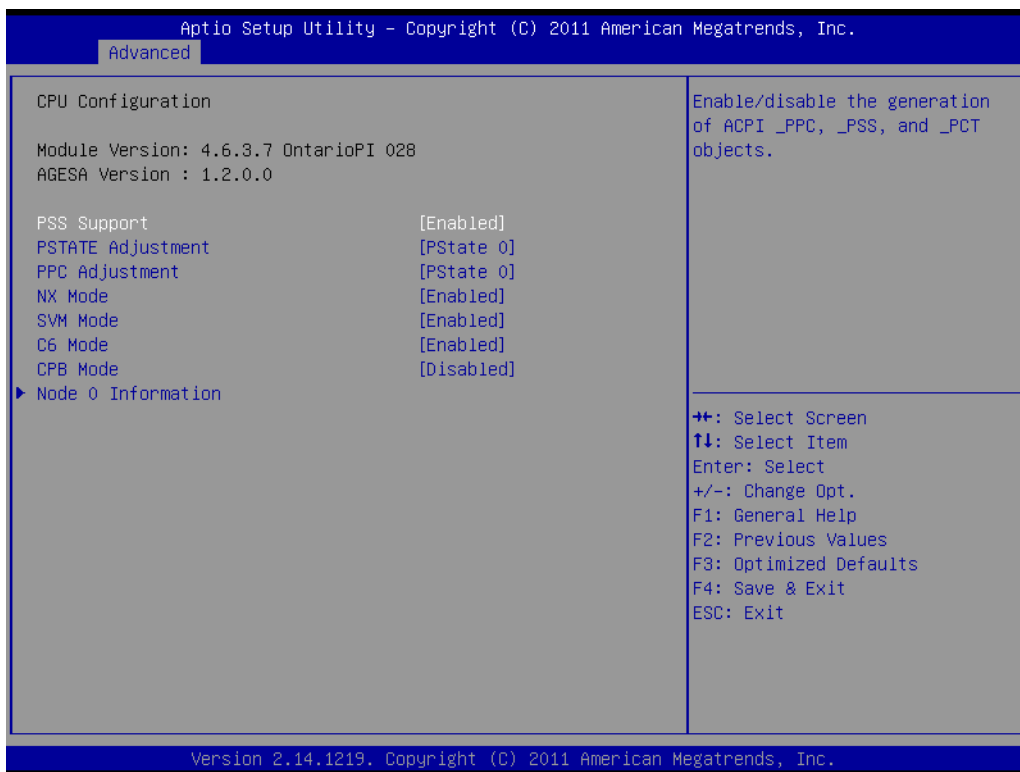 Aptio Setup Utility – Copyright (C) 2011 American Megatrends, Inc.
Advanced
CPU Configuration
Module Version: 4.6.3.7 OntarioPI 028
AGESA Version : 1.2.0.0
PSS Support [Enabled]
PSTATE Adjustment [PState 0]
PPC Adjustment [PState 0]
NX Mode [Enabled]
SVM Mode [Enabled]
C6 Mode [Enabled]
CPB Mode [Disabled]
Node 0 Information
Enable/disable the generation
of ACPI _PPC, _PSS, and _PCT
objects.
→←: Select Screen
↑↓: Select Item
Enter: Select
+/-: Change Opt.
F1: General Help
F2: Previous Values
F3: Optimized Defaults
F4: Save & Exit
ESC: Exit
Version 2.14.1219. Copyright (C) 2011 American Megatrends, Inc.